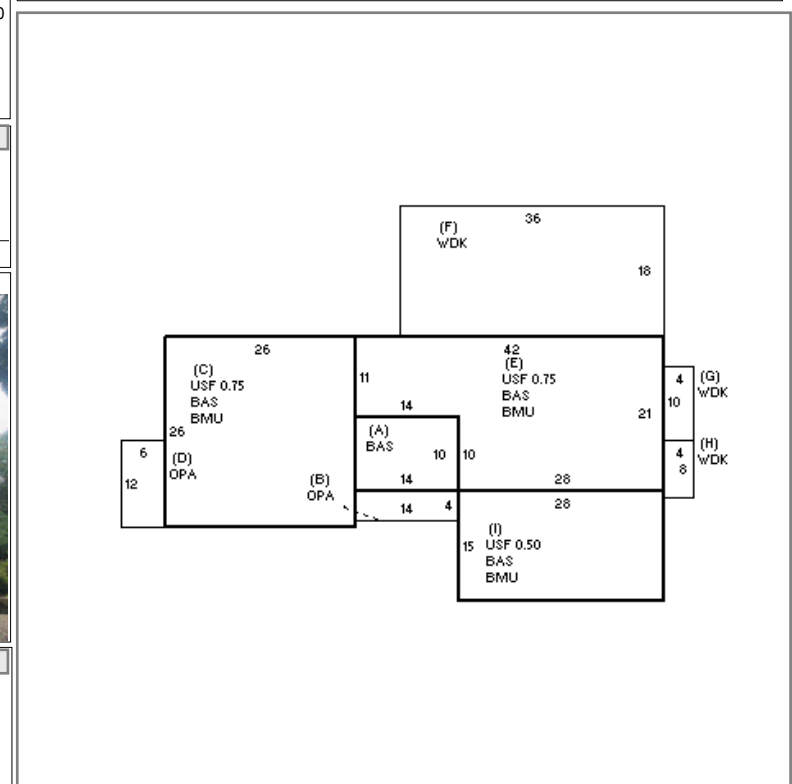 36
(F)
WDK
18
26
(C)
USF 0.75
BAS
BMU
26
42
(E)
USF 0.75
BAS
BMU
11
14
21
4
10
(G)
WDK
(A)
BAS
10
10
14
28
6
12
(D)
OPA
(B)
OPA
14
4
4
8
(H)
WDK
28
(I)
15
USF 0.50
BAS
BMU